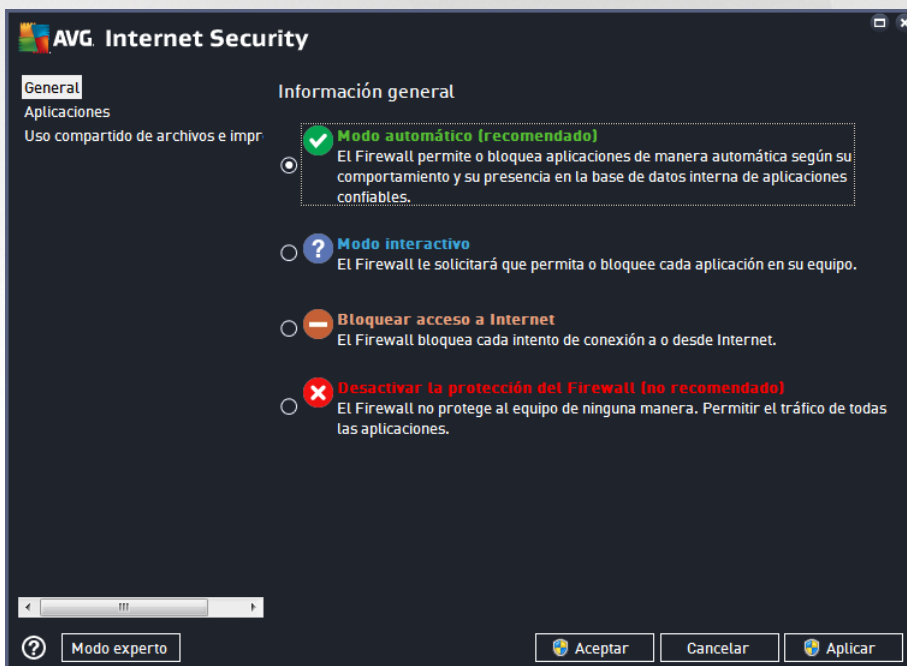 AVG. Internet Security
General
Aplicaciones
Uso compartido de archivos e impr
Información general
Modo automático (recomendado)
El Firewall permite o bloquea aplicaciones de manera automática según su
comportamiento y su presencia en la base de datos interna de aplicaciones
confiables.
Modo interactivo
El Firewall le solicitará que permita o bloquee cada aplicación en su equipo.
Bloquear acceso a Internet
El Firewall bloquea cada intento de conexión a o desde Internet.
Desactivar la protección del Firewall (no recomendado)
El Firewall no protege al equipo de ninguna manera. Permitir el tráfico de todas
las aplicaciones.
Modo experto
Aceptar
Cancelar
Aplicar